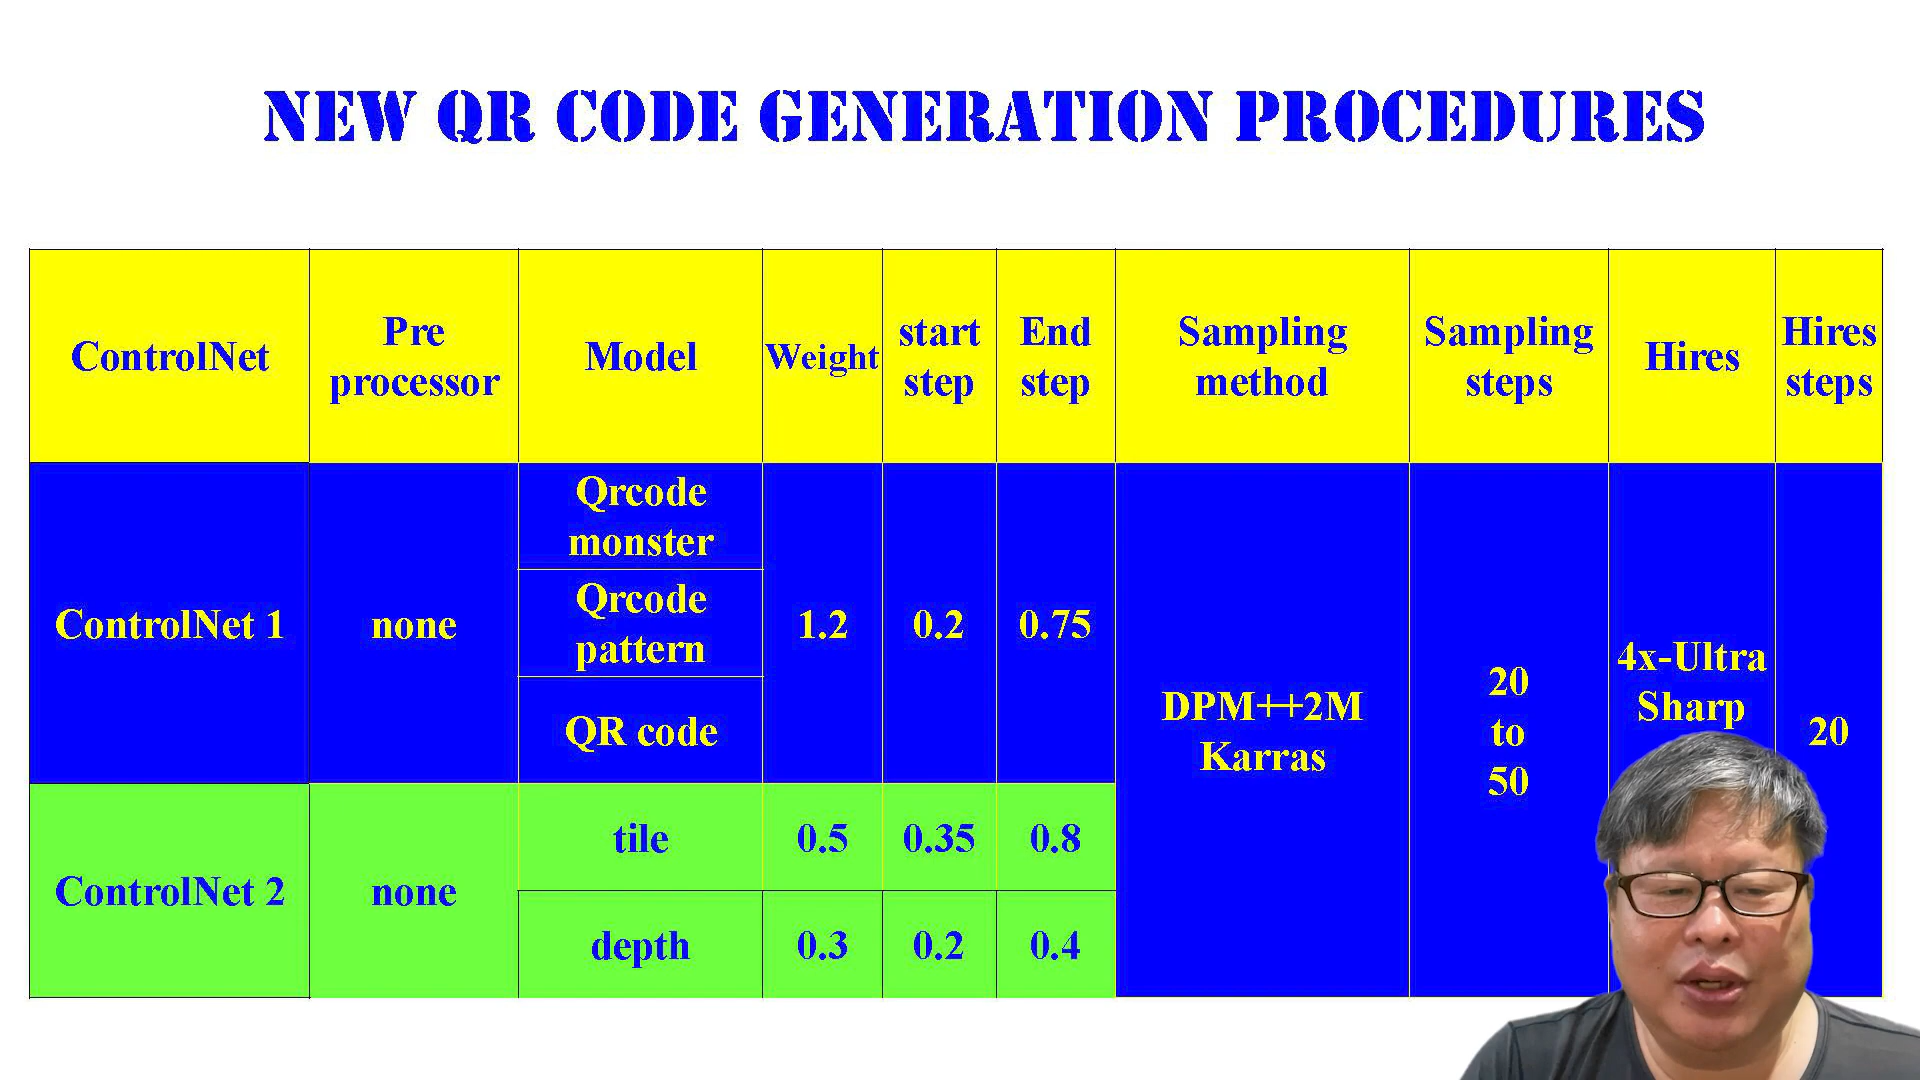 NEW QR CODE GENERATION PROCEDURES
ControlNet
Pre
processor
Model
Weight
start
step
End
step
Sampling
method
Sampling
steps
Hires
Hires
steps
ControlNet 1
none
Qrcode
monster
Qrcode
pattern
QR code
1.2
0.2
0.75
DPM++2M
Karras
20
to
50
4x-Ultra
Sharp
20
ControlNet 2
none
tile
0.5
0.35
0.8
depth
0.3
0.2
0.4